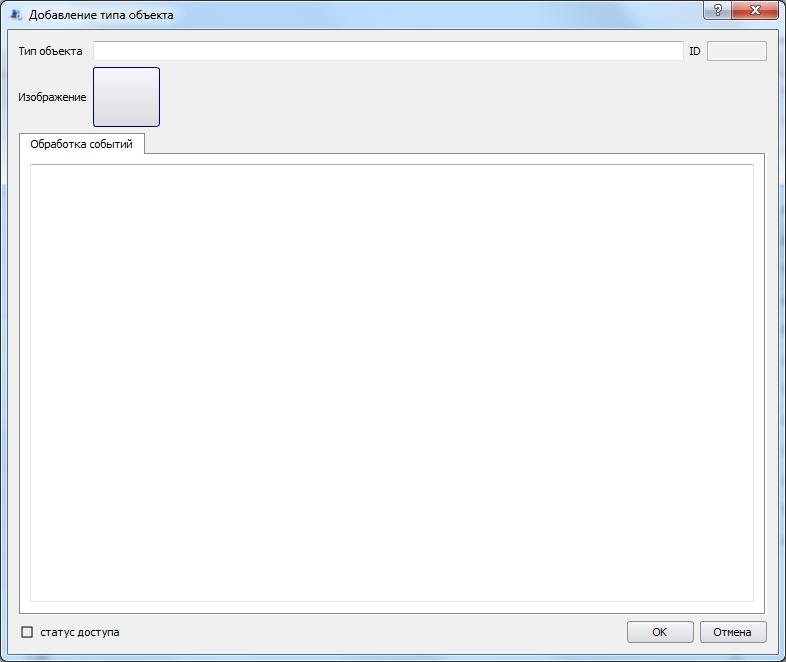 Добавление типа объекта
?
Тип объекта ID
Изображение
Обработка событий
статус доступа OK Отмена